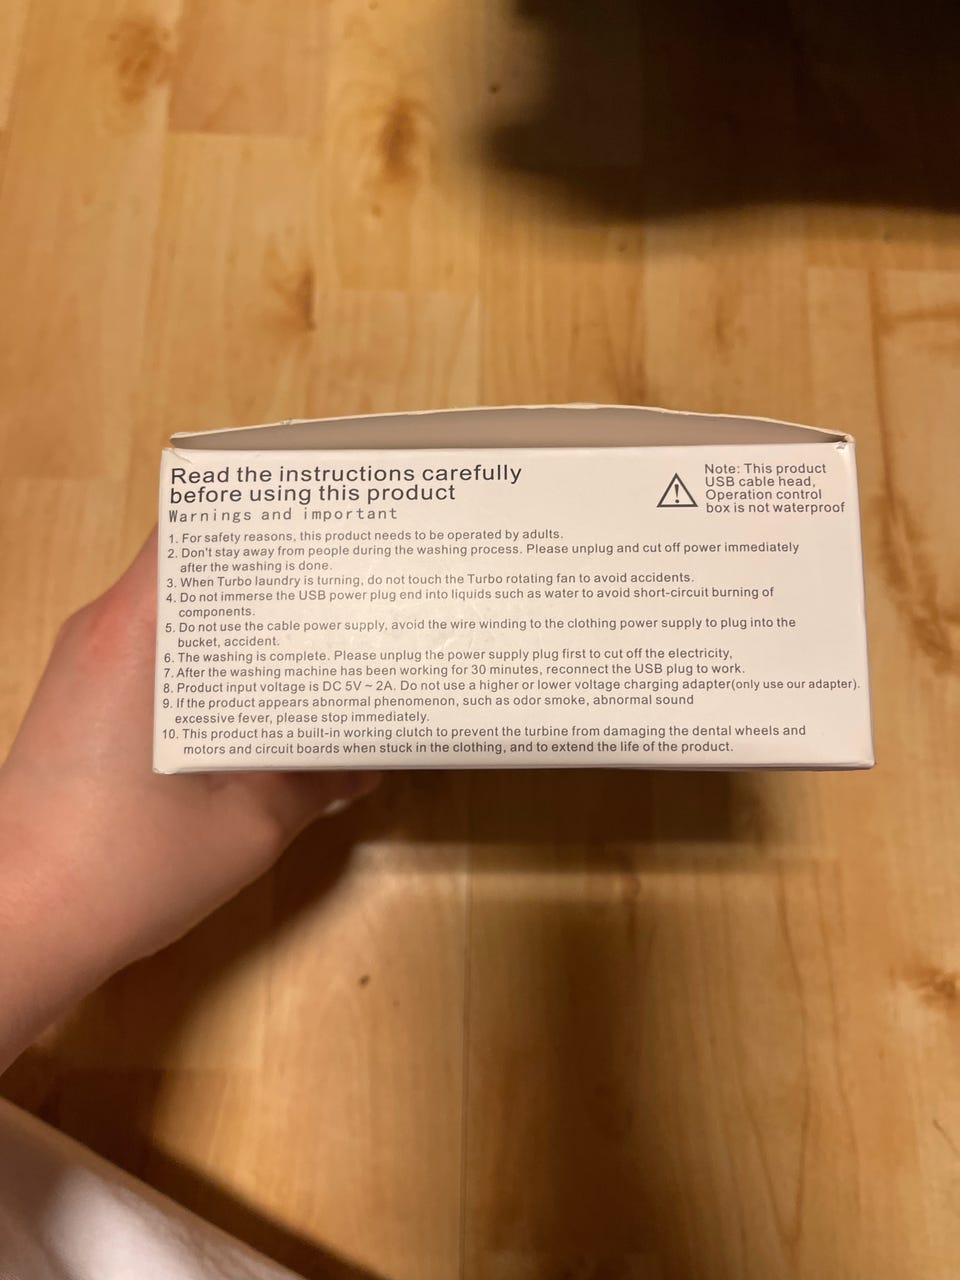 Read the instructions carefully
before using this product
Warnings and important
Note: This product
USB cable head,
Operation control
box is not waterproof
1. For safety reasons, this product needs to be operated by adults.
2. Don't stay away from people during the washing process. Please unplug and cut off power immediately
after the washing is done.
3. When Turbo laundry is turning, do not touch the Turbo rotating fan to avoid accidents.
4. Do not immerse the USB power plug end into liquids such as water to avoid short-circuit burning of
components.
5. Do not use the cable power supply, avoid the wire winding to the clothing power supply to plug into the
bucket, accident.
6. The washing is complete. Please unplug the power supply plug first to cut off the electricity,
7. After the washing machine has been working for 30 minutes, reconnect the USB plug to work.
8. Product input voltage is DC 5V ~ 2A. Do not use a higher or lower voltage charging adapter(only use our adapter).
9. If the product appears abnormal phenomenon, such as odor smoke, abnormal sound
excessive fever, please stop immediately.
10. This product has a built-in working clutch to prevent the turbine from damaging the dental wheels and
motors and circuit boards when stuck in the clothing, and to extend the life of the product.